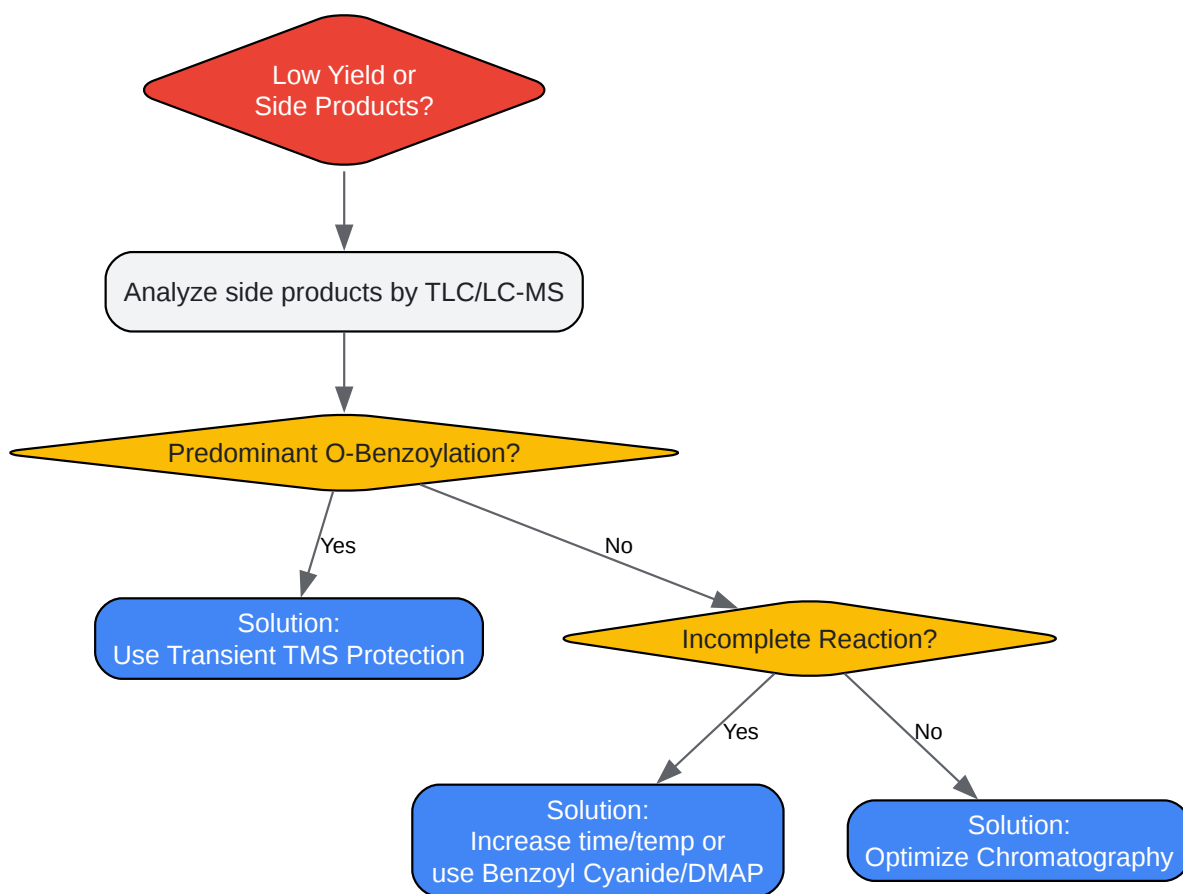 Low Yield or
Side Products?
Analyze side products by TLC/LC-MS
Predominant O-Benzoylation?
Yes
No
Solution:
Use Transient TMS Protection
Incomplete Reaction?
Yes
No
Solution:
Increase time/temp or
use Benzoyl Cyanide/DMAP
Solution:
Optimize Chromatography